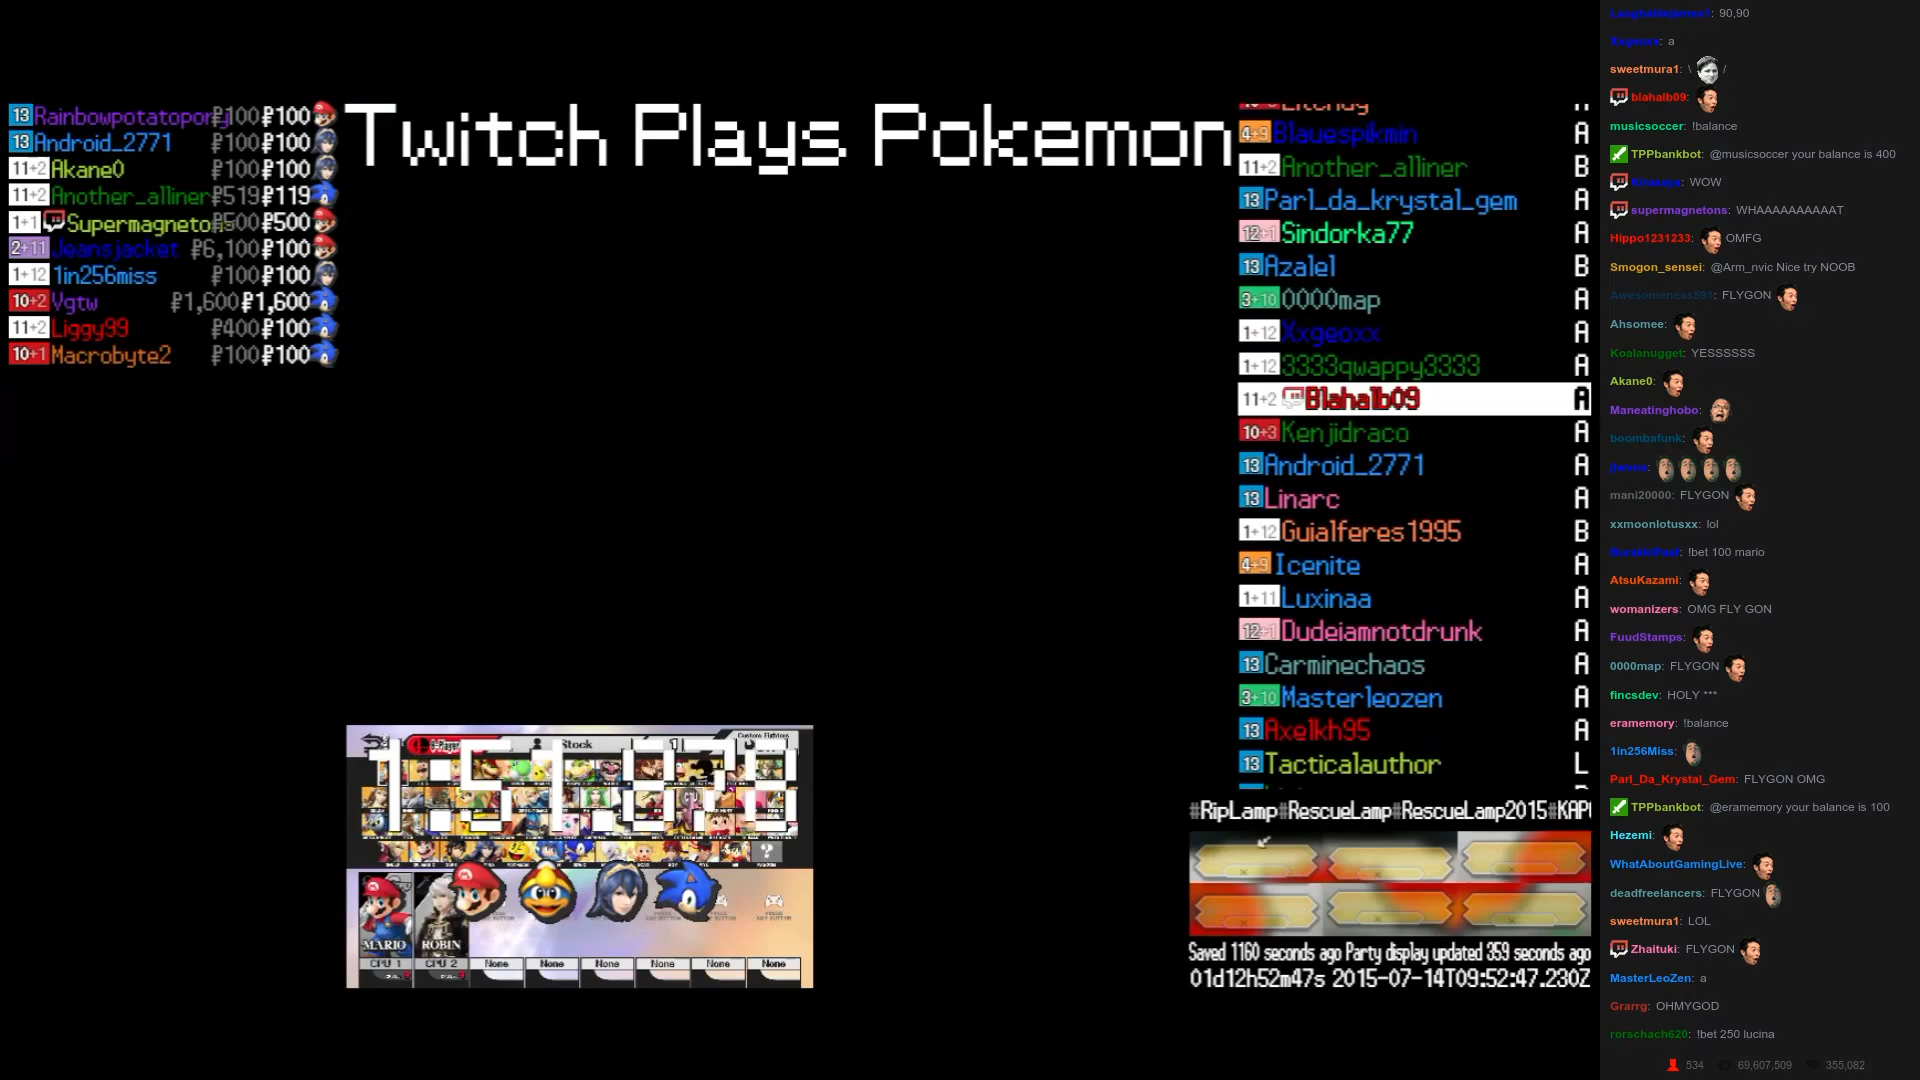 Twitch Plays Pokemon
13 Rainbowpotatopony ₽100 ₽100
13 Android_2771 ₽100 ₽100
11+2 Akane0 ₽100 ₽100
11+2 Another_alliner ₽519 ₽119
1+1 Supermagnetons ₽500 ₽500
2+11 Jeansjacket ₽6,100 ₽100
1+12 1in256miss ₽100 ₽100
10+2 Vgtw ₽1,600 ₽1,600
11+2 Liggy99 ₽400 ₽100
10+1 Macrobyte2 ₽100 ₽100
4+9 Blauespikmin A
11+2 Another_alliner B
13 Parl_da_krystal_gem A
12+1 Sindorka77 A
13 Azalel B
3+10 0000map A
1+12 Xxgeoxx A
1+12 3333qwappy3333 A
11+2 Blahalb09 A
10+3 Kenjidraco A
13 Android_2771 A
13 Linarc A
1+12 Guialferes1995 B
4+9 Icenite A
1+11 Luxinaa A
12+1 Dudeiamnotdrunk A
13 Carminechaos A
3+10 Masterleozen A
13 Axelkh95 A
13 Tacticalauthor L
#RipLamp#RescueLamp#RescueLamp2015#KAP
Saved 1160 seconds ago Party display updated 359 seconds ago
01d12h52m47s 2015-07-14T09:52:47.230Z
Stock
Custom Fighters
MARIO ROBIN
CPU 1 CPU 2 None None None None None None
: 90,90
: a
sweetmura1: \ /
blahalb09:
musicsoccer: !balance
TPPbankbot: @musicsoccer your balance is 400
: WOW
supermagnetons: WHAAAAAAAAAT
Hippo1231233: OMFG
Smogon_sensei: @Arm_nvic Nice try NOOB
Awesomeness591: FLYGON
Ahsomee:
Koalanugget: YESSSSSS
Akane0:
Maneatinghobo:
boombafunk:
mani20000: FLYGON
xxmoonlotusxx: lol
: !bet 100 mario
AtsuKazami:
womanizers: OMG FLY GON
FuudStamps:
0000map: FLYGON
fincsdev: HOLY ***
eramemory: !balance
1in256Miss:
Parl_Da_Krystal_Gem: FLYGON OMG
TPPbankbot: @eramemory your balance is 100
Hezemi:
WhatAboutGamingLive:
deadfreelancers: FLYGON
sweetmura1: LOL
Zhaituki: FLYGON
MasterLeoZen: a
Grarrg: OHMYGOD
rorschach620: !bet 250 lucina
534 69,607,509 355,082